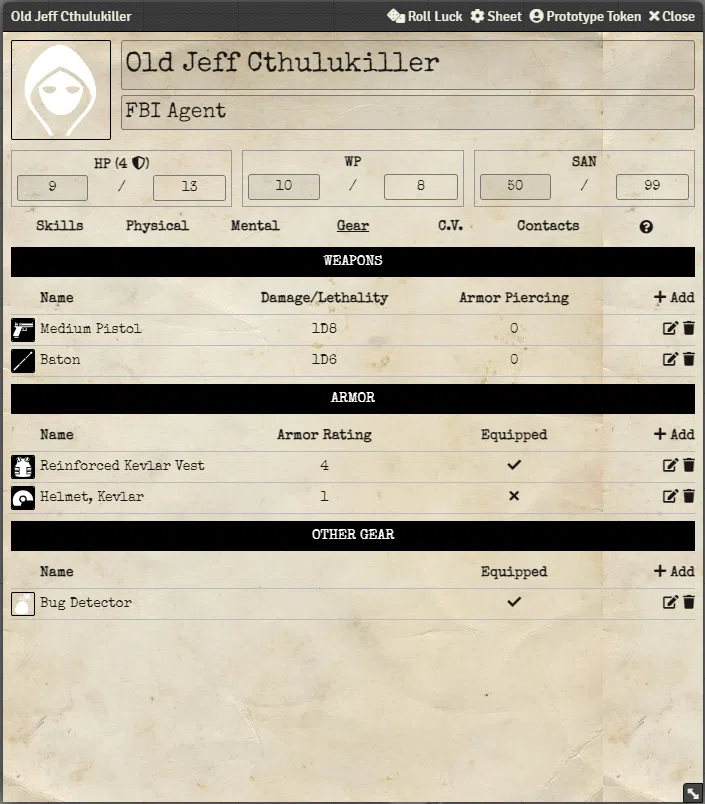 Old Jeff Cthulukiller Roll Luck Sheet Prototype Token Close
Old Jeff Cthulukiller
FBI Agent
HP (4 ) WP SAN
9 / 13 10 / 8 50 / 99
Skills Physical Mental Gear C.V. Contacts ?
WEAPONS
Name Damage/Lethality Armor Piercing + Add
Medium Pistol 1D8 0
Baton 1D6 0
ARMOR
Name Armor Rating Equipped + Add
Reinforced Kevlar Vest 4
Helmet, Kevlar 1
OTHER GEAR
Name Equipped + Add
Bug Detector